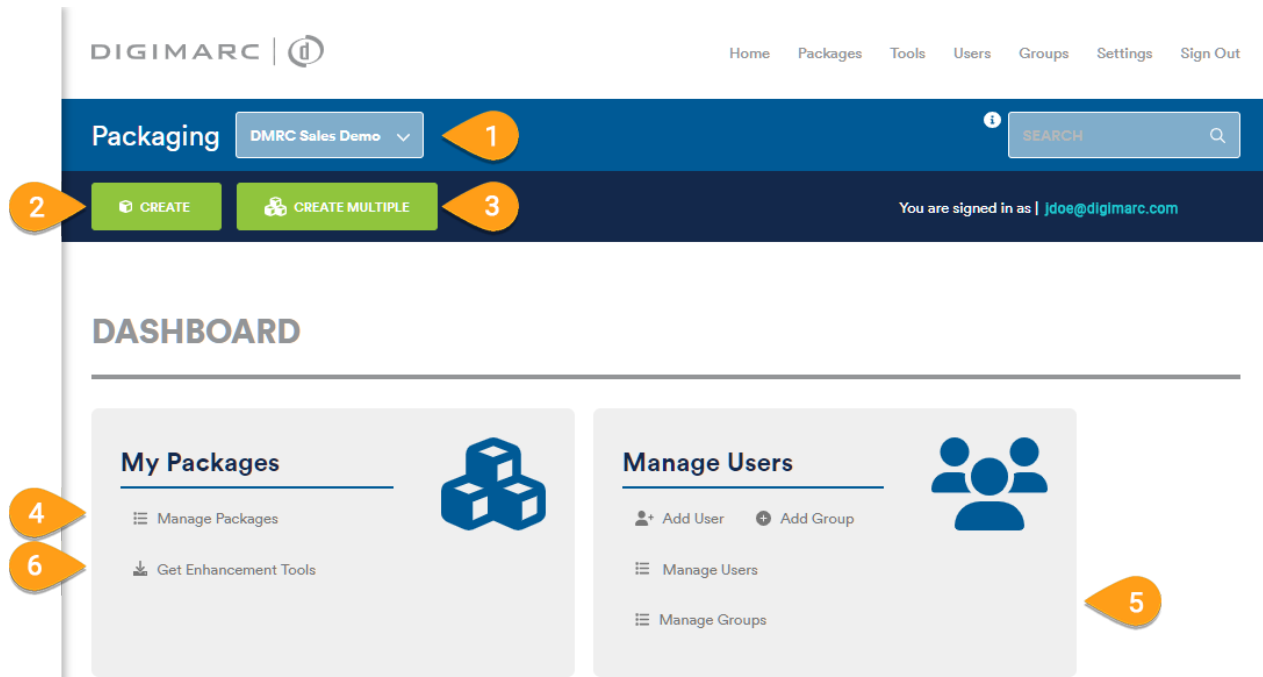 DIGIMARC
Home Packages Tools Users Groups Settings Sign Out
Packaging DMRC Sales Demo 1 SEARCH
2 CREATE CREATE MULTIPLE 3 You are signed in as | jdoe@digimarc.com
DASHBOARD
My Packages Manage Users
4 Manage Packages Add User Add Group
6 Get Enhancement Tools Manage Users
5
Manage Groups